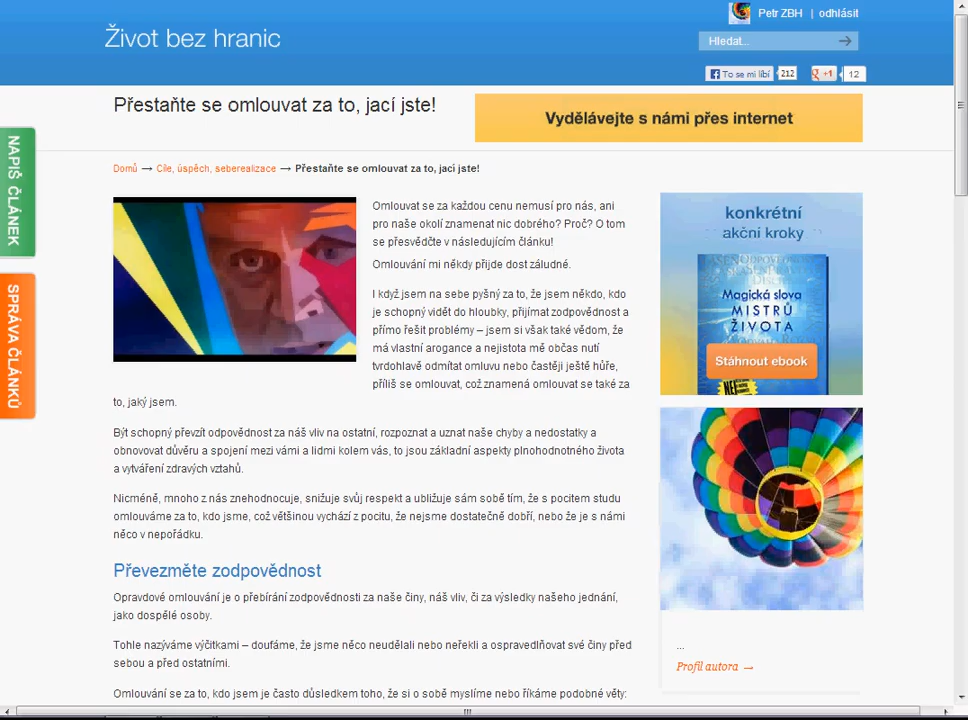 Život bez hranic
Petr ZBH | odhlásit
Hledat...
To se mi líbí 212
+1 12
Přestaňte se omlouvat za to, jací jste!
Vydělávejte s námi přes internet
NAPIŠ ČLÁNEK
SPRÁVA ČLÁNKŮ
Domů → Cíle, úspěch, seberealizace → Přestaňte se omlouvat za to, jací jste!
Omlouvat se za každou cenu nemusí pro nás, ani
pro naše okolí znamenat nic dobrého? Proč? O tom
se přesvědčte v následujícím článku!
Omlouvání mi někdy přijde dost záludné.
I když jsem na sebe pyšný za to, že jsem někdo, kdo
je schopný vidět do hloubky, přijímat zodpovědnost a
přímo řešit problémy – jsem si však také vědom, že
má vlastní arogance a nejistota mě občas nutí
tvrdohlavě odmítat omluvu nebo častěji ještě hůře,
příliš se omlouvat, což znamená omlouvat se také za
to, jaký jsem.
Být schopný převzít odpovědnost za náš vliv na ostatní, rozpoznat a uznat naše chyby a nedostatky a
obnovovat důvěru a spojení mezi vámi a lidmi kolem vás, to jsou základní aspekty plnohodnotného života
a vytváření zdravých vztahů.
Nicméně, mnoho z nás znehodnocuje, snižuje svůj respekt a ubližuje sám sobě tím, že s pocitem studu
omlouváme za to, kdo jsme, což většinou vychází z pocitu, že nejsme dostatečně dobří, nebo že je s námi
něco v nepořádku.
Převezměte zodpovědnost
Opravdové omlouvání je o přebírání zodpovědnosti za naše činy, náš vliv, či za výsledky našeho jednání,
jako dospělé osoby.
Tohle nazýváme výčitkami – doufáme, že jsme něco neudělali nebo neřekli a ospravedlňovat své činy před
sebou a před ostatními.
Omlouvání se za to, kdo jsem je často důsledkem toho, že si o sobě myslíme nebo říkáme podobné věty:
konkrétní
akční kroky
Magická slova
MISTRŮ
ŽIVOTA
Stáhnout ebook
...
Profil autora →